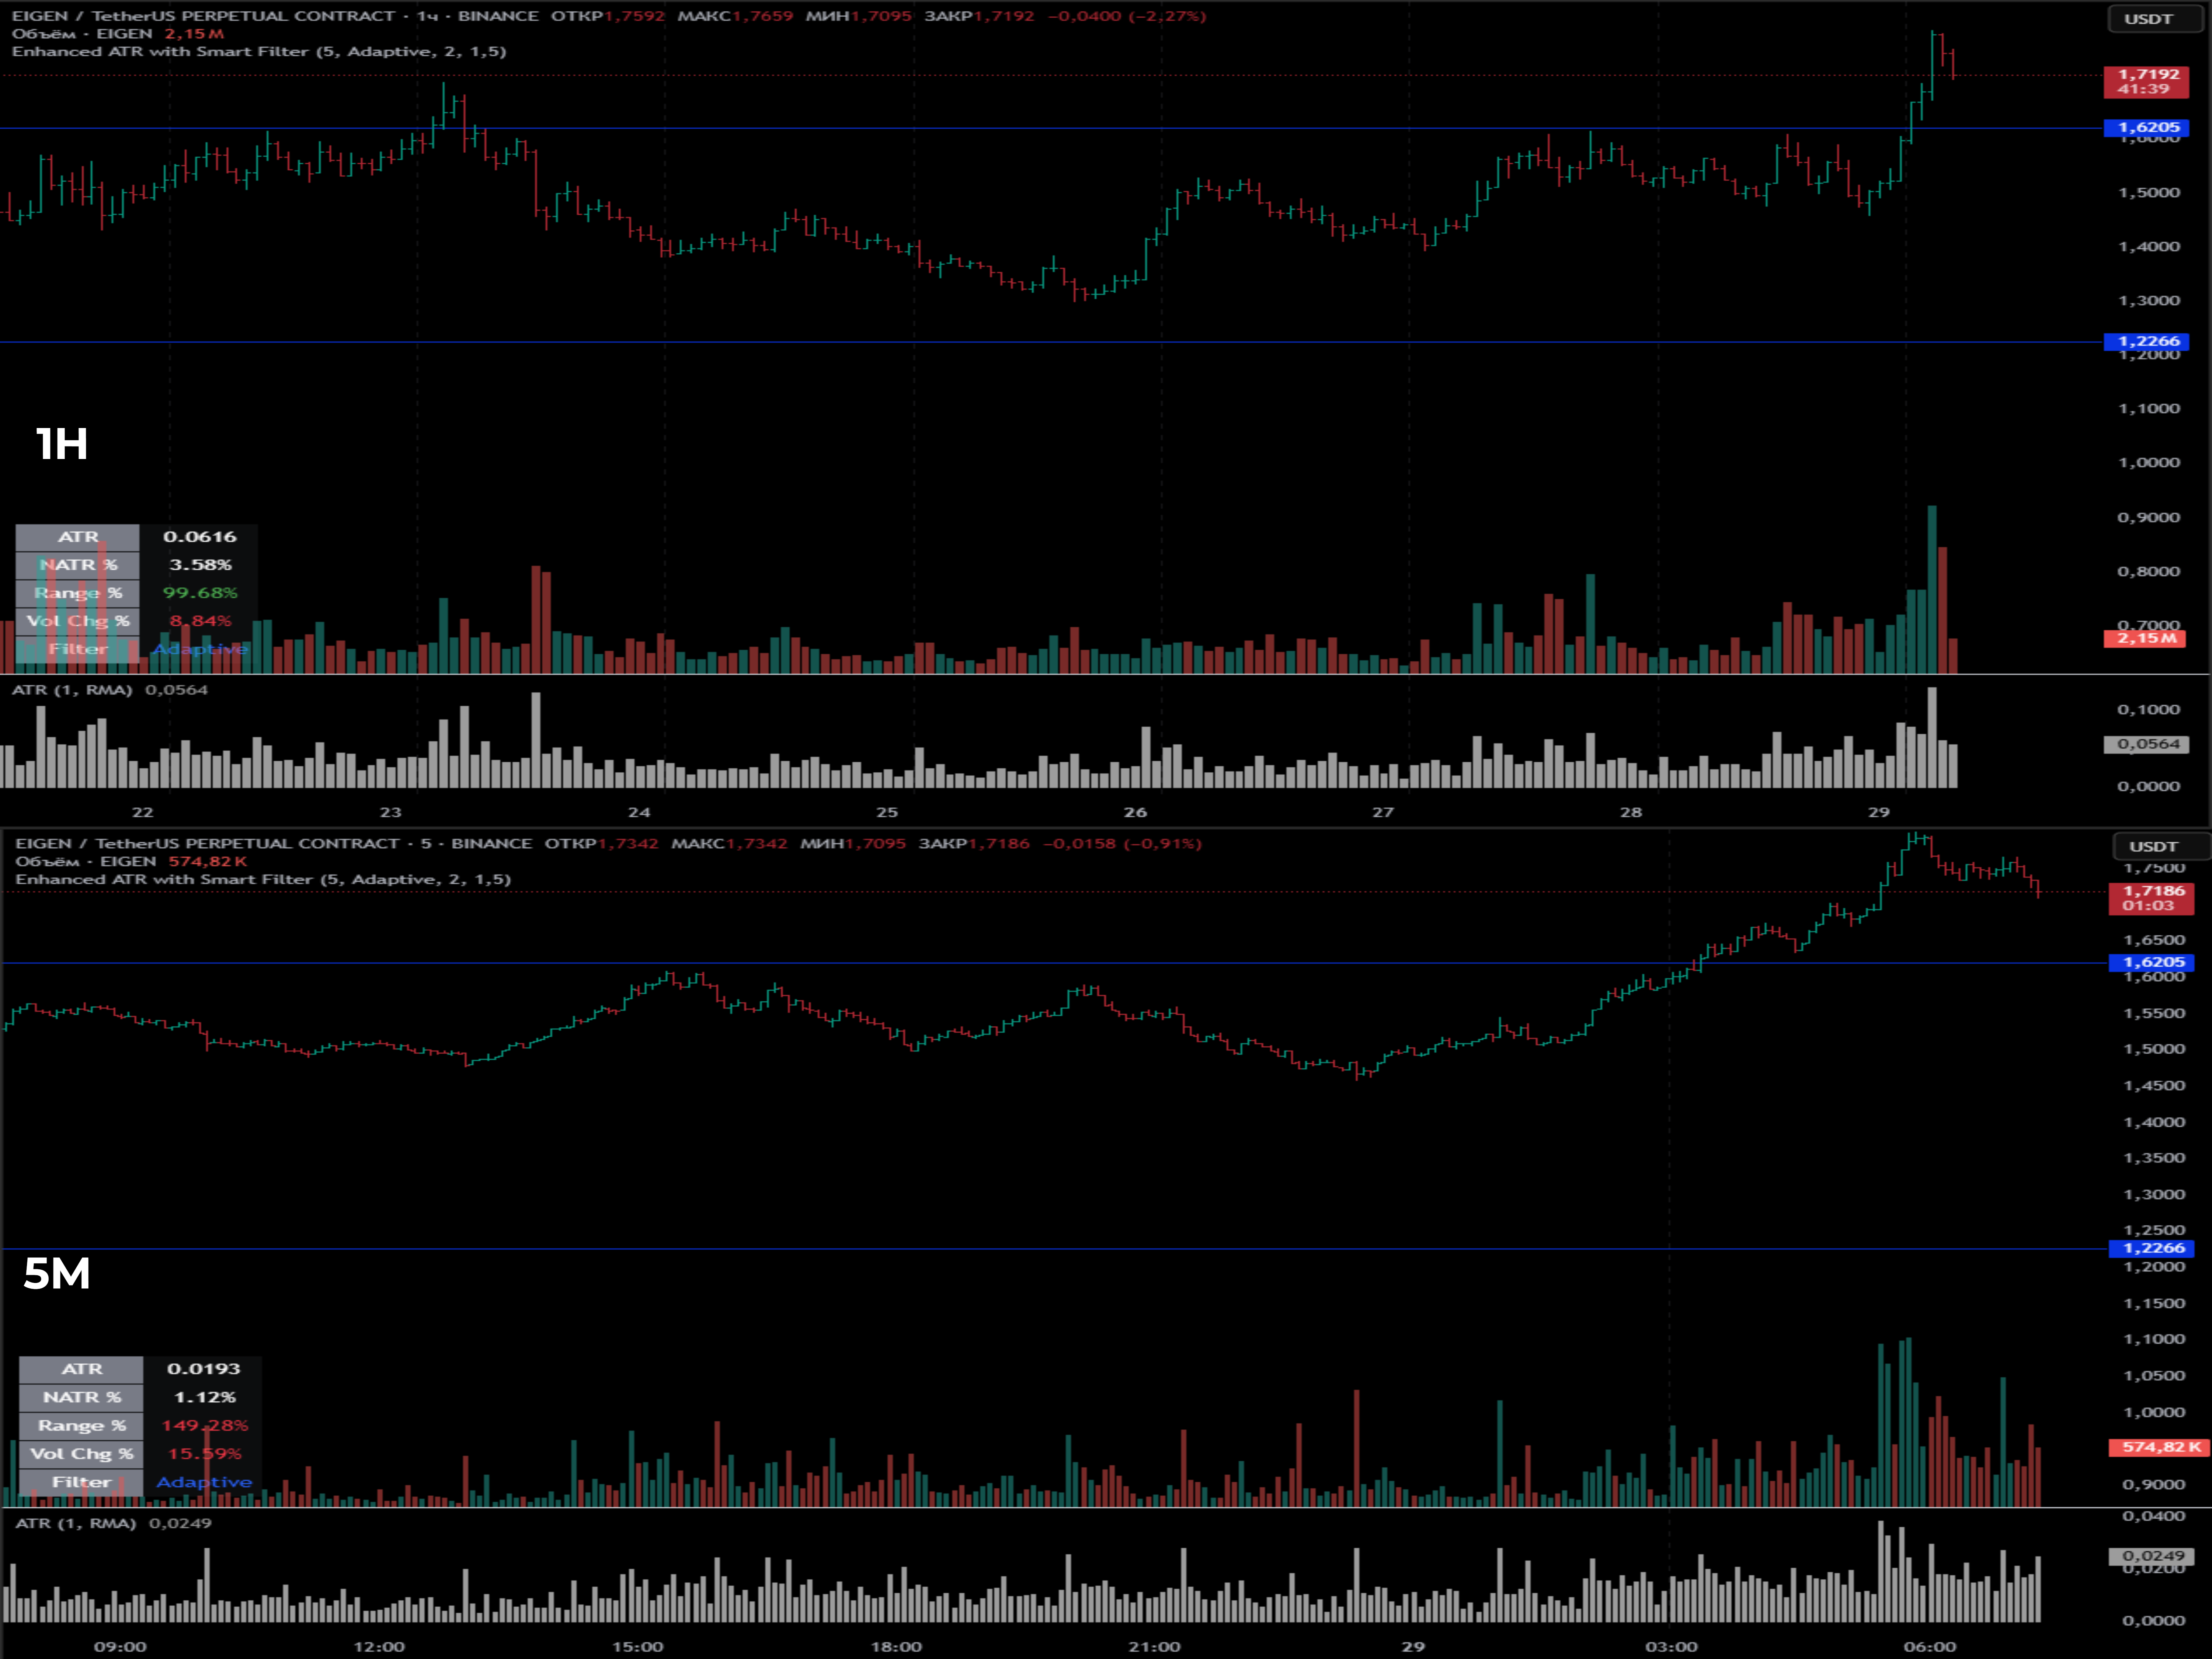 EIGEN / TetherUS PERPETUAL CONTRACT · 1ч · BINANCE ОТКР1,7592 МАКС1,7659 МИН1,7095 ЗАКР1,7192 −0,0400 (−2,27%)
Объём · EIGEN 2,15 M
Enhanced ATR with Smart Filter (5, Adaptive, 2, 1,5)
USDT
1,7192
41:39
1,6205
1,6000
1,5000
1,4000
1,3000
1,2266
1,2000
1,1000
1,0000
0,9000
0,8000
0,7000
2,15 M
1H
ATR 0.0616
NATR % 3.58%
Range % 99.68%
Vol Chg % 8.84%
Filter Adaptive
ATR (1, RMA) 0,0564
0,1000
0,0564
0,0000
22 23 24 25 26 27 28 29
EIGEN / TetherUS PERPETUAL CONTRACT · 5 · BINANCE ОТКР1,7342 МАКС1,7342 МИН1,7095 ЗАКР1,7186 −0,0158 (−0,91%)
Объём · EIGEN 574,82 K
Enhanced ATR with Smart Filter (5, Adaptive, 2, 1,5)
USDT
1,7500
1,7186
01:03
1,6500
1,6205
1,6000
1,5500
1,5000
1,4500
1,4000
1,3500
1,3000
1,2500
1,2266
1,2000
1,1500
1,1000
1,0500
1,0000
574,82 K
0,9000
5M
ATR 0.0193
NATR % 1.12%
Range % 149.28%
Vol Chg % 15.59%
Filter Adaptive
ATR (1, RMA) 0,0249
0,0400
0,0249
0,0200
0,0000
09:00 12:00 15:00 18:00 21:00 29 03:00 06:00